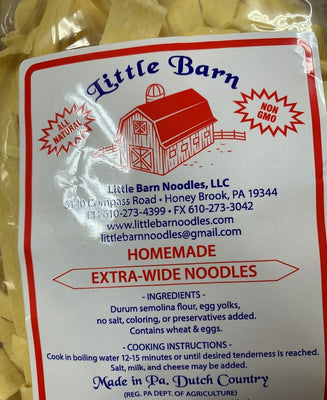 Little Barn
ALL NATURAL
NON GMO
Little Barn Noodles, LLC
Compass Road • Honey Brook, PA 19344
610-273-4399 • FX 610-273-3042
www.littlebarnnoodles.com
littlebarnnoodles@gmail.com
HOMEMADE
EXTRA-WIDE NOODLES
- INGREDIENTS -
Durum semolina flour, egg yolks,
no salt, coloring, or preservatives added.
Contains wheat & eggs.
- COOKING INSTRUCTIONS -
Cook in boiling water 12-15 minutes or until desired tenderness is reached.
Salt, milk, and cheese may be added.
Made in Pa. Dutch Country
(REG. PA DEPT. OF AGRICULTURE)